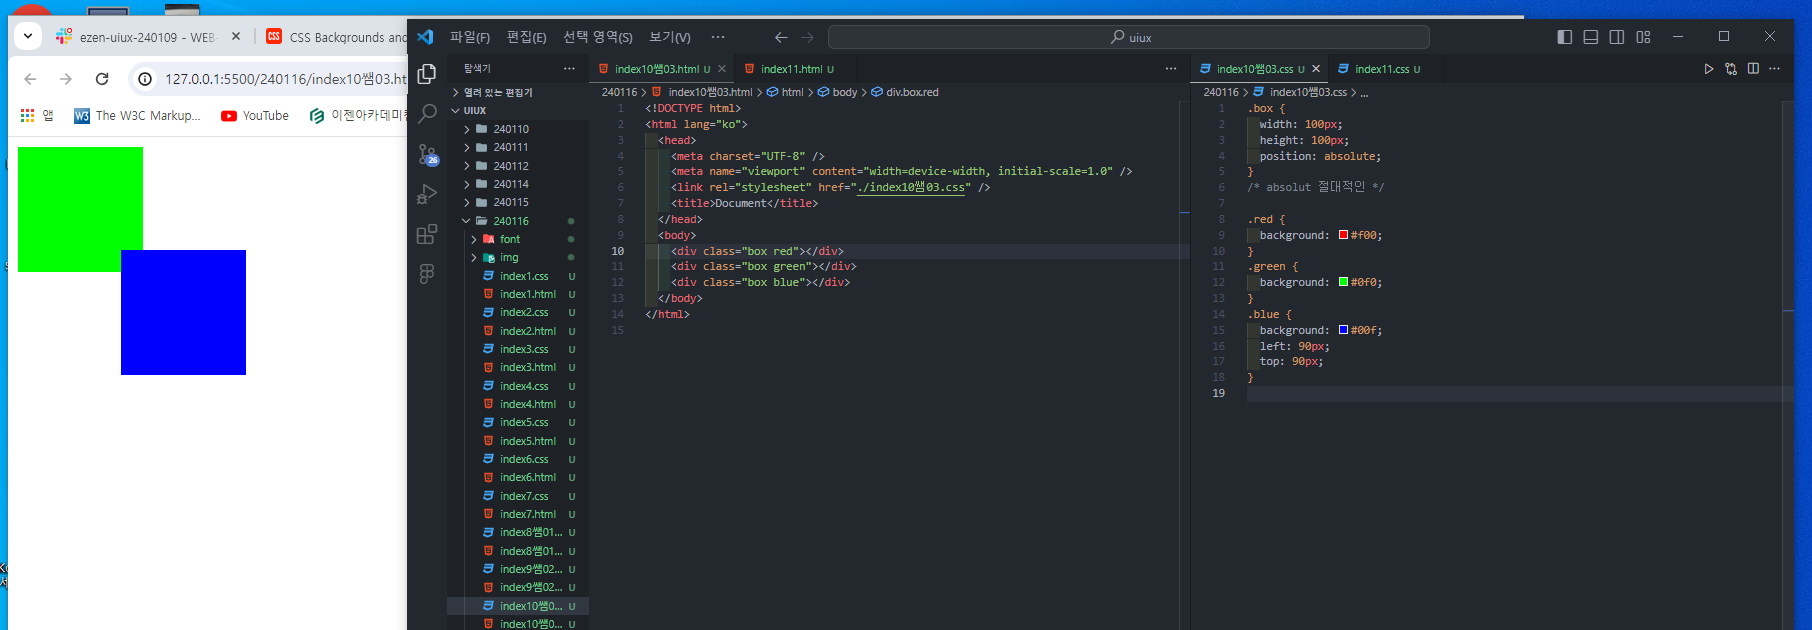 ezen-uiux-240109 - WEB-
CSS Backgrounds and
127.0.0.1:5500/240116/index10쌤03.ht
앱
The W3C Markup...
YouTube
이젠아카데미
파일(F) 편집(E) 선택 영역(S) 보기(V) ...
uiux
탐색기 ...
열려 있는 편집기
UIUX
240110
240111
240112
240114
240115
240116
font
img
index1.css U
index1.html U
index2.css U
index2.html U
index3.css U
index3.html U
index4.css U
index4.html U
index5.css U
index5.html U
index6.css U
index6.html U
index7.css U
index7.html U
index8쌤01... U
index8쌤01... U
index9쌤02... U
index9쌤02... U
index10쌤0... U
index10쌤0... U
26
index10쌤03.html U
index11.html U
240116 > index10쌤03.html > html > body > div.box.red
1 <!DOCTYPE html>
2 <html lang="ko">
3 <head>
4 <meta charset="UTF-8" />
5 <meta name="viewport" content="width=device-width, initial-scale=1.0" />
6 <link rel="stylesheet" href="./index10쌤03.css" />
7 <title>Document</title>
8 </head>
9 <body>
10 <div class="box red"></div>
11 <div class="box green"></div>
12 <div class="box blue"></div>
13 </body>
14 </html>
15
index10쌤03.css U
index11.css U
240116 > index10쌤03.css > ...
1 .box {
2 width: 100px;
3 height: 100px;
4 position: absolute;
5 }
6 /* absolut 절대적인 */
7
8 .red {
9 background: #f00;
10 }
11 .green {
12 background: #0f0;
13 }
14 .blue {
15 background: #00f;
16 left: 90px;
17 top: 90px;
18 }
19